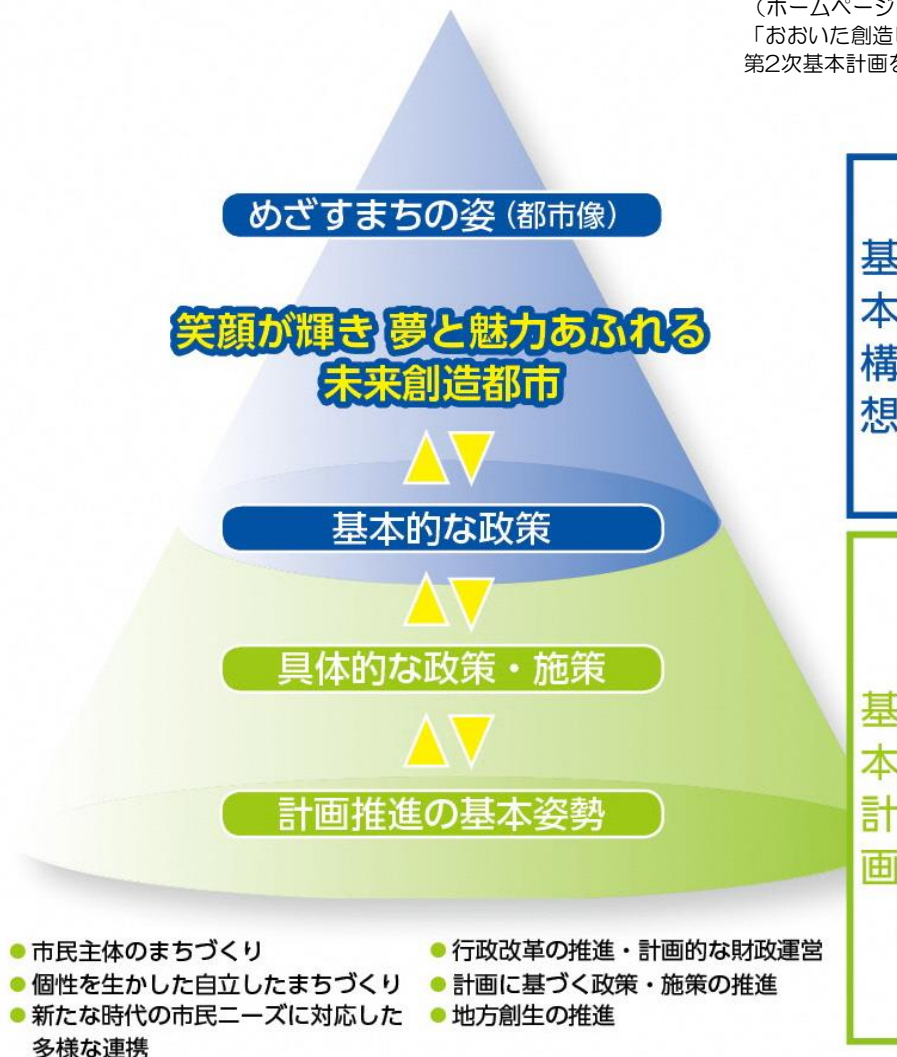 （ホームページ
「おおいた創造
第2次基本計画を
めざすまちの姿（都市像）
笑顔が輝き 夢と魅力あふれる
未来創造都市
基本構想
基本的な政策
具体的な政策・施策
計画推進の基本姿勢
基本計画
●市民主体のまちづくり
●個性を生かした自立したまちづくり
●新たな時代の市民ニーズに対応した
多様な連携
●行政改革の推進・計画的な財政運営
●計画に基づく政策・施策の推進
●地方創生の推進